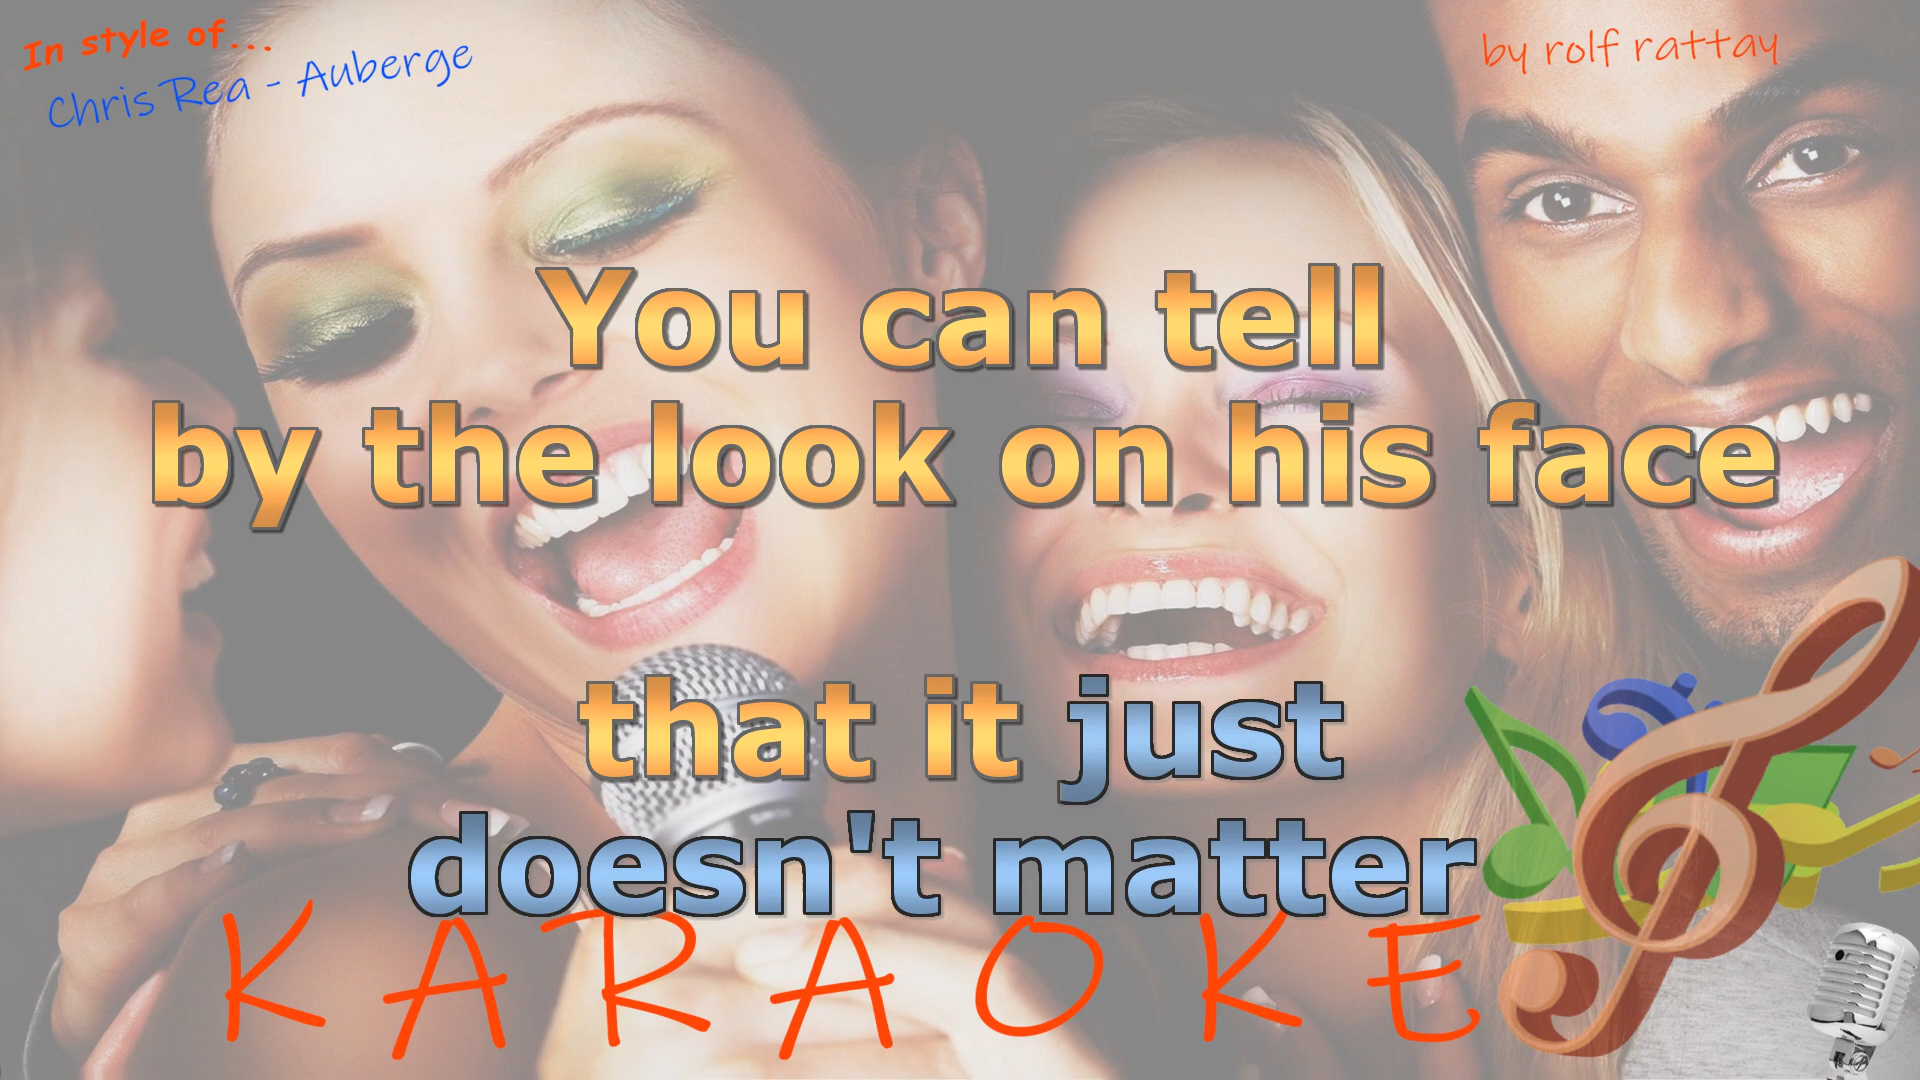 In style of...
Chris Rea - Auberge
by rolf rattay
You can tell
by the look on his face
that it just
doesn't matter
KARAOKE